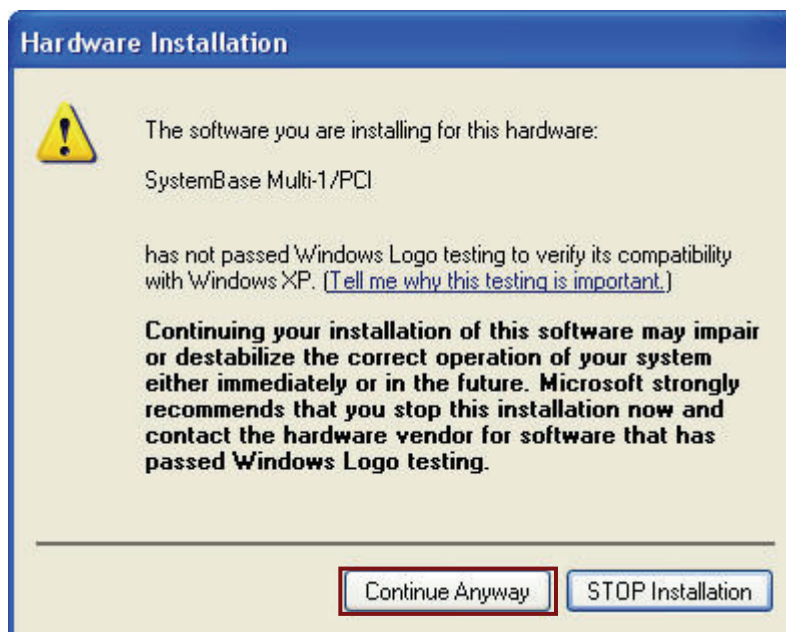 Hardware Installation
The software you are installing for this hardware:
SystemBase Multi-1/PCI
has not passed Windows Logo testing to verify its compatibility
with Windows XP. (Tell me why this testing is important.)
Continuing your installation of this software may impair
or destabilize the correct operation of your system
either immediately or in the future. Microsoft strongly
recommends that you stop this installation now and
contact the hardware vendor for software that has
passed Windows Logo testing.
Continue Anyway
STOP Installation